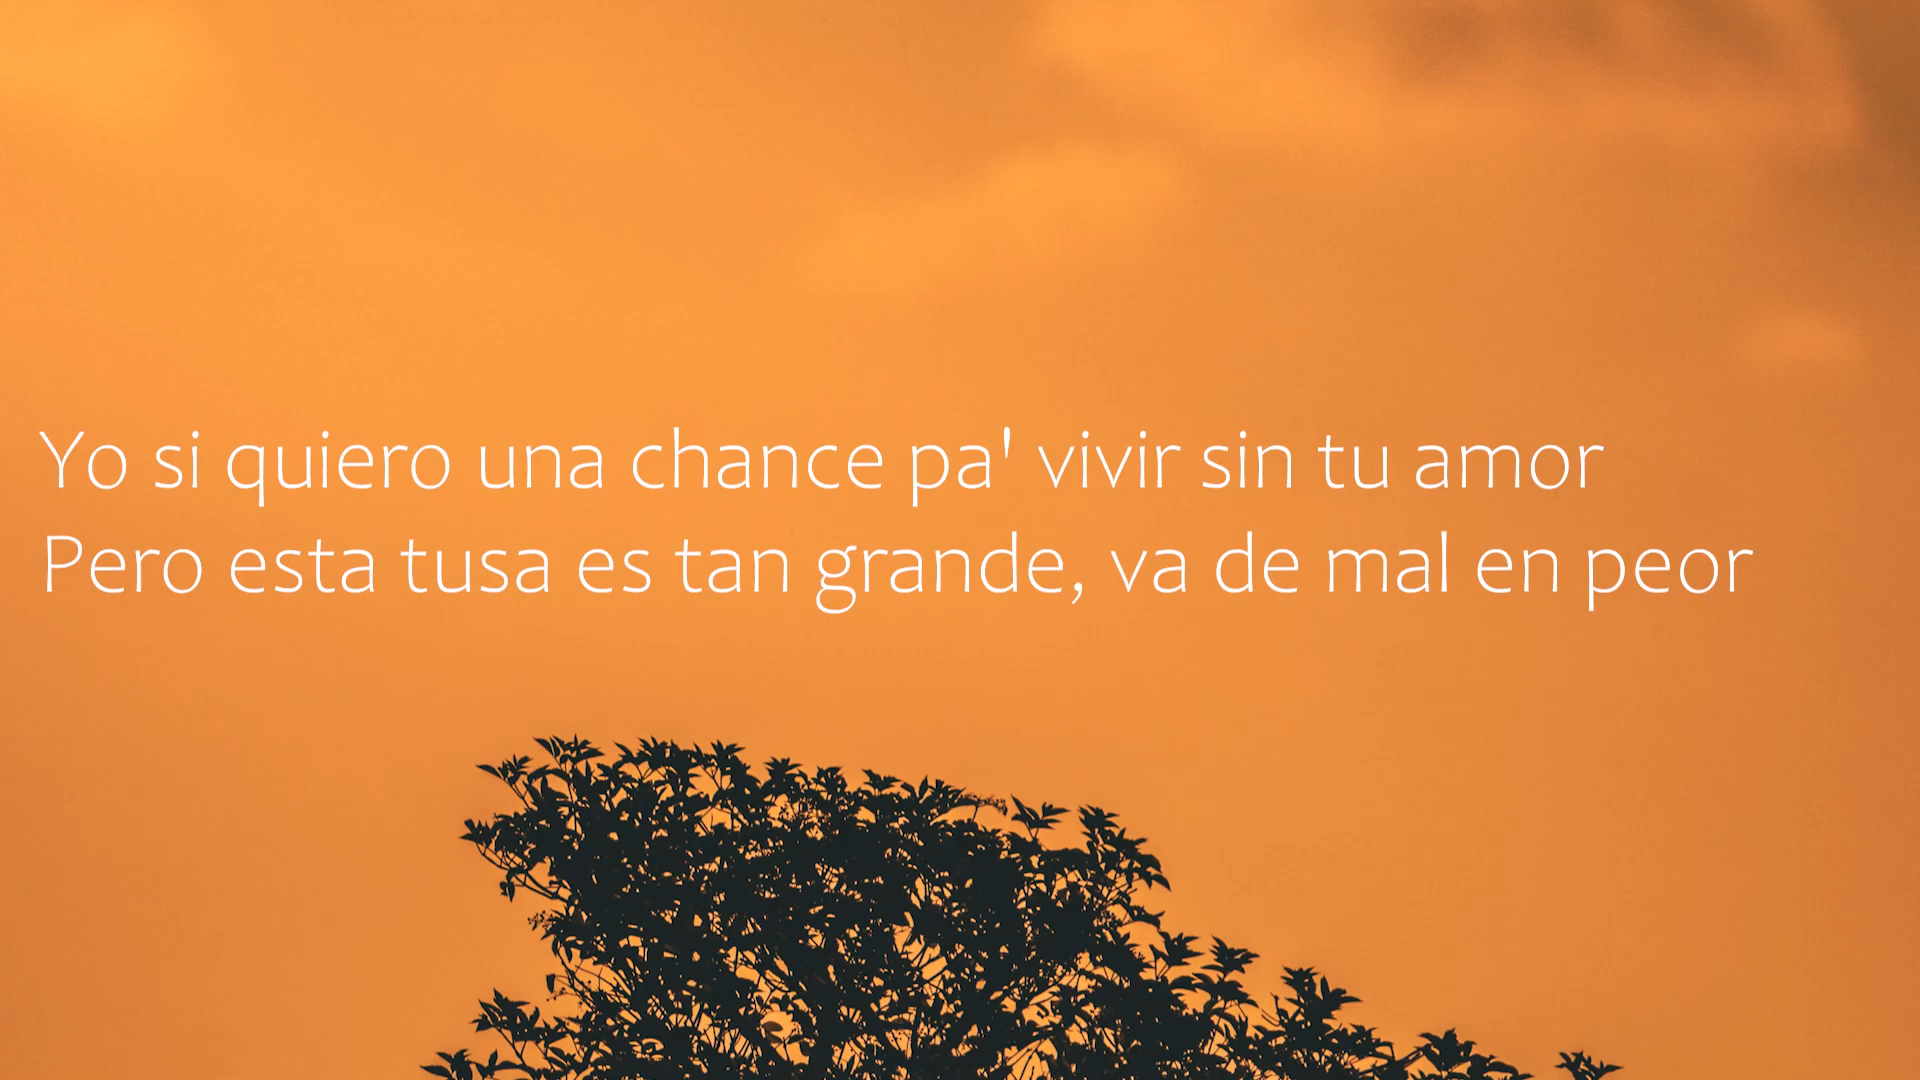 Yo si quiero una chance pa' vivir sin tu amor
Pero esta tusa es tan grande, va de mal en peor